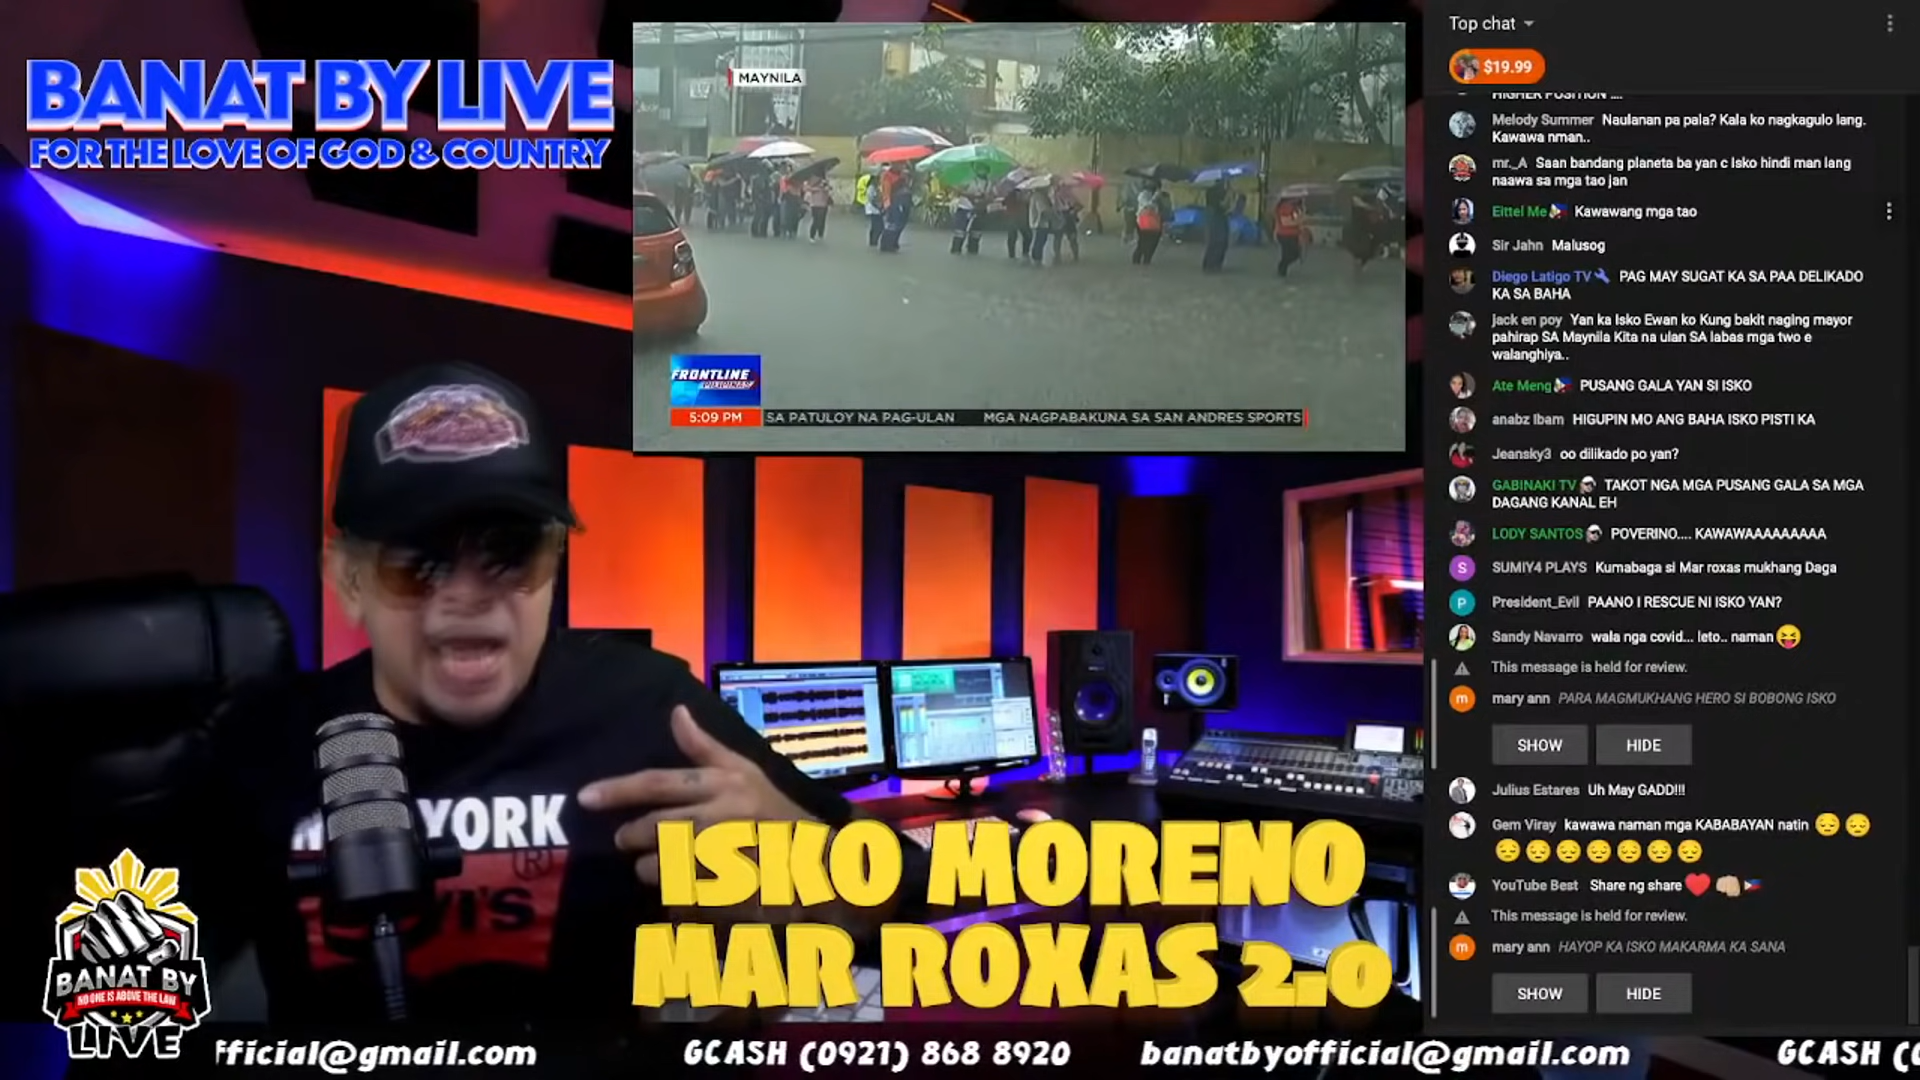 BANAT BY LIVE
FOR THE LOVE OF GOD & COUNTRY
MAYNILA
FRONTLINE
PILIPINAS
5:09 PM
SA PATULOY NA PAG-ULAN MGA NAGPABAKUNA SA SAN ANDRES SPORTS
YORK
ISKO MORENO
MAR ROXAS 2.0
BANAT BY
NO ONE IS ABOVE THE LAW
LIVE
fficial@gmail.com GCASH (0921) 868 8920 banatbyofficial@gmail.com GCASH (
Top chat
$19.99
HIGHER POSITION ....
Melody Summer Naulanan pa pala? Kala ko nagkagulo lang.
Kawawa nman..
mr._A Saan bandang planeta ba yan c Isko hindi man lang
naawa sa mga tao jan
Eittel Me Kawawang mga tao
Sir Jahn Malusog
Diego Latigo TV PAG MAY SUGAT KA SA PAA DELIKADO
KA SA BAHA
jack en poy Yan ka Isko Ewan ko Kung bakit naging mayor
pahirap SA Maynila Kita na ulan SA labas mga two e
walanghiya..
Ate Meng PUSANG GALA YAN SI ISKO
anabz Ibam HIGUPIN MO ANG BAHA ISKO PISTI KA
Jeansky3 oo dilikado po yan?
GABINAKI TV TAKOT NGA MGA PUSANG GALA SA MGA
DAGANG KANAL EH
LODY SANTOS POVERINO.... KAWAWAAAAAAAAA
S SUMIY4 PLAYS Kumabaga si Mar roxas mukhang Daga
P President_Evil PAANO I RESCUE NI ISKO YAN?
Sandy Navarro wala nga covid... leto.. naman 😝
This message is held for review.
m mary ann PARA MAGMUKHANG HERO SI BOBONG ISKO
SHOW HIDE
Julius Estares Uh May GADD!!!
Gem Viray kawawa naman mga KABABAYAN natin 😔 😔
😔 😔 😔 😔 😔 😔 😔
YouTube Best Share ng share ❤️ 👊🏼 🇵🇭
This message is held for review.
m mary ann HAYOP KA ISKO MAKARMA KA SANA
SHOW HIDE